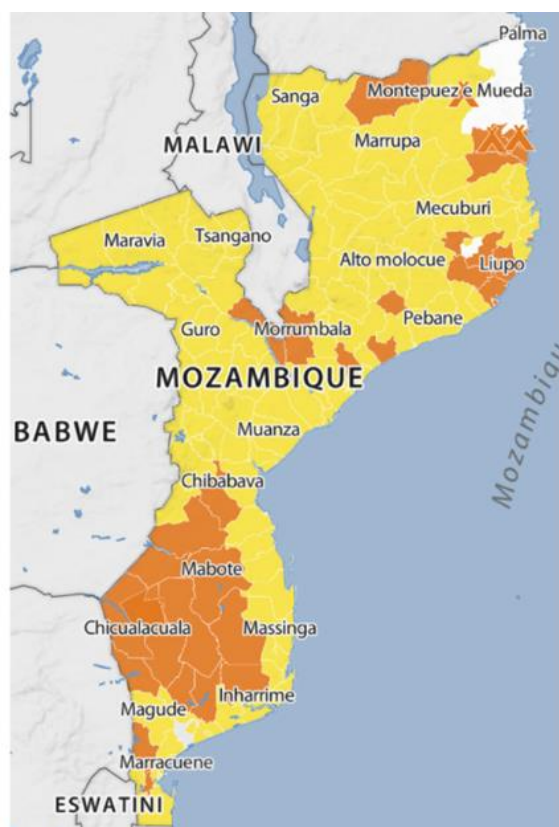 Palma
Sanga
Montepuez e Mueda
MALAWI
Marrupa
Mecuburi
Maravia
Tsangano
Alto molocue
Liupo
Guro
Morrumbala
Pebane
MOZAMBIQUE
BABWE
Muanza
Mozambiqu
Chibabava
Mabote
Chicualacuala
Massinga
Inharrime
Magude
Marracuene
ESWATINI